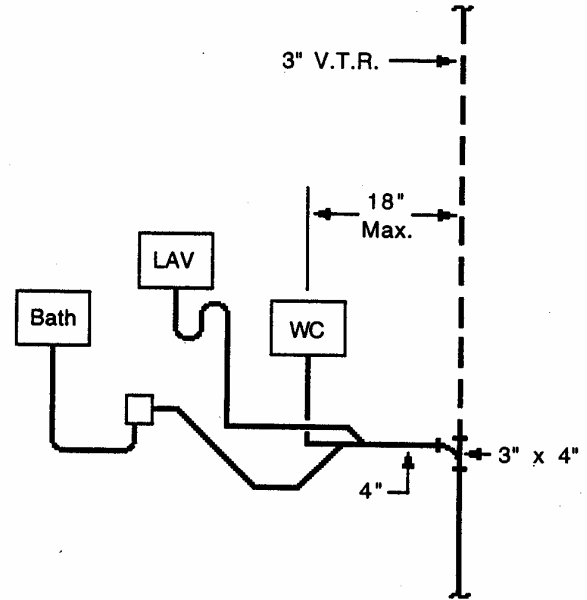 3" V.T.R.
18"
Max.
LAV
Bath
WC
3" x 4"
4"